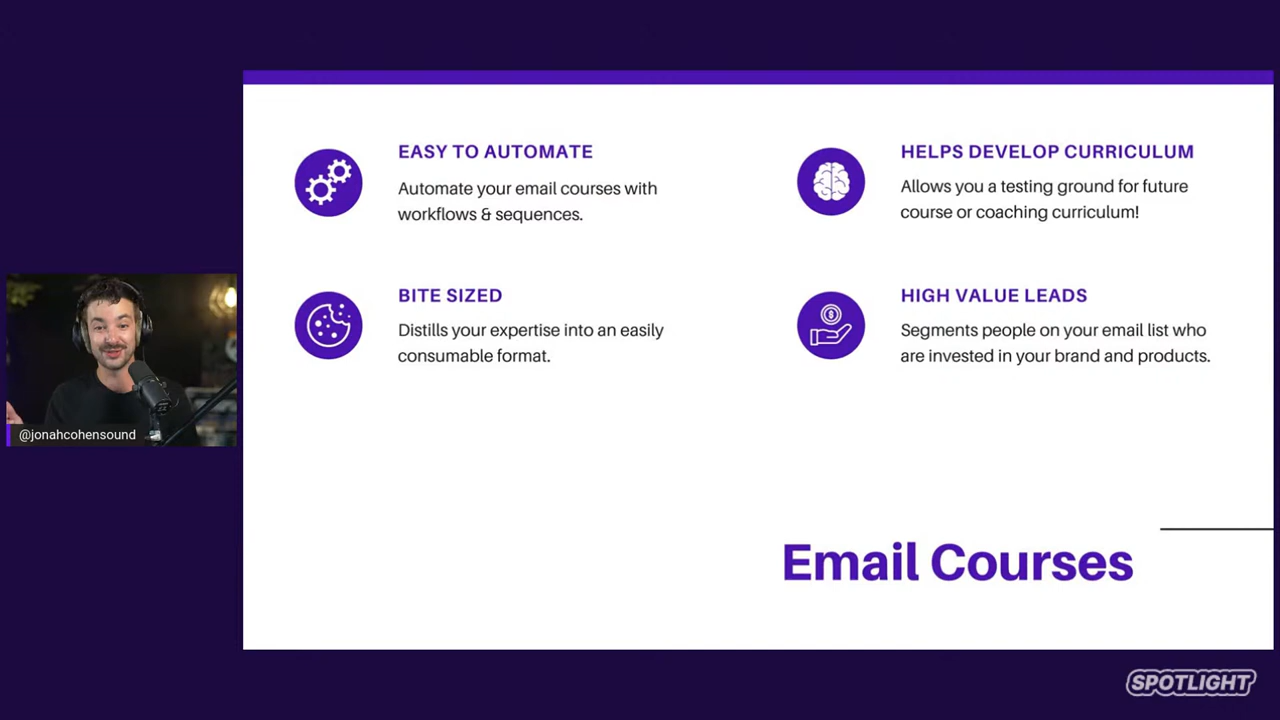 EASY TO AUTOMATE
Automate your email courses with
workflows & sequences.
HELPS DEVELOP CURRICULUM
Allows you a testing ground for future
course or coaching curriculum!
BITE SIZED
Distills your expertise into an easily
consumable format.
HIGH VALUE LEADS
Segments people on your email list who
are invested in your brand and products.
@jonahcohensound
Email Courses
SPOTLIGHT